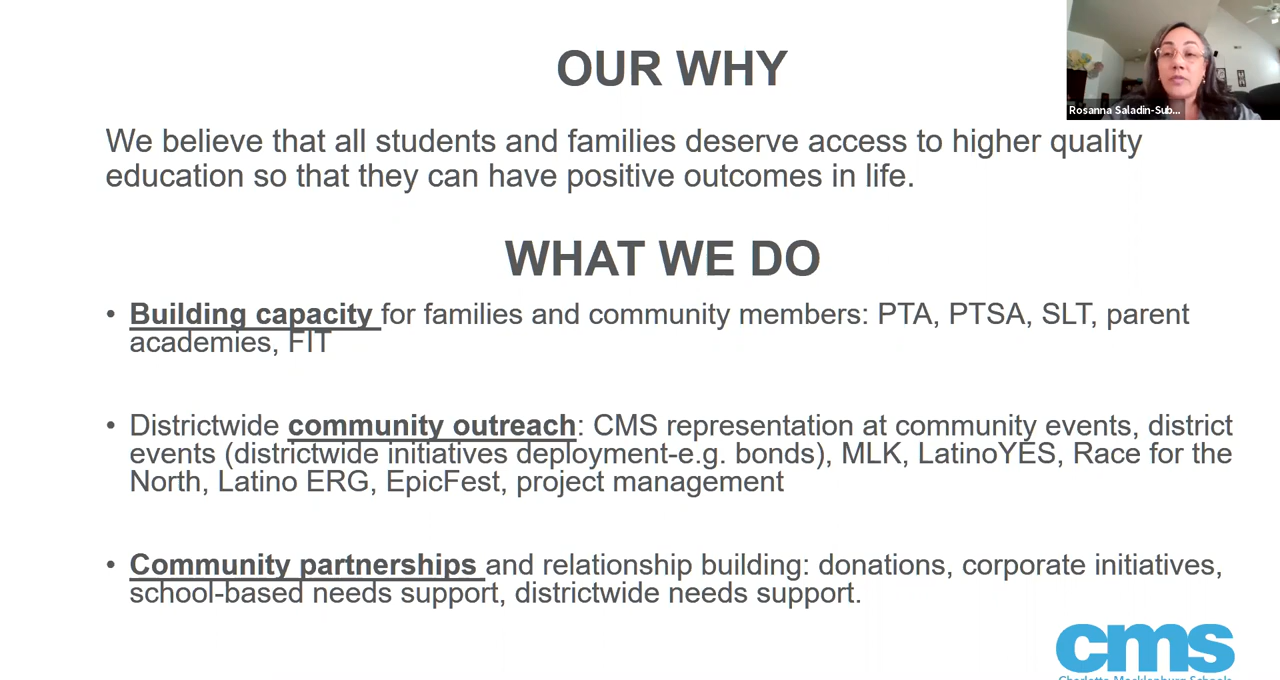 OUR WHY
Rosanna Saladin-Sub...
We believe that all students and families deserve access to higher quality
education so that they can have positive outcomes in life.
WHAT WE DO
• Building capacity for families and community members: PTA, PTSA, SLT, parent
academies, FIT
• Districtwide community outreach: CMS representation at community events, district
events (districtwide initiatives deployment-e.g. bonds), MLK, LatinoYES, Race for the
North, Latino ERG, EpicFest, project management
• Community partnerships and relationship building: donations, corporate initiatives,
school-based needs support, districtwide needs support.
cms
Charlotte-Mecklenburg Schools